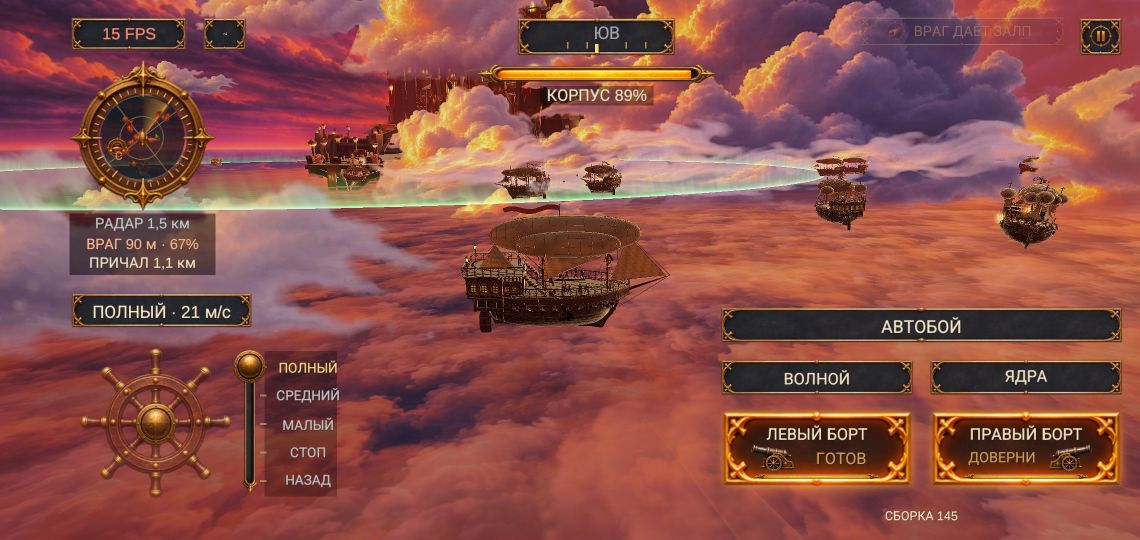 15 FPS
ЮВ
ВРАГ ДАЕТ ЗАЛП
КОРПУС 89%
РАДАР 1,5 км
ВРАГ 90 м · 67%
ПРИЧАЛ 1,1 км
ПОЛНЫЙ · 21 м/с
ПОЛНЫЙ
СРЕДНИЙ
МАЛЫЙ
СТОП
НАЗАД
АВТОБОЙ
ВОЛНОЙ
ЯДРА
ЛЕВЫЙ БОРТ
ГОТОВ
ПРАВЫЙ БОРТ
ДОВЕРНИ
СБОРКА 145